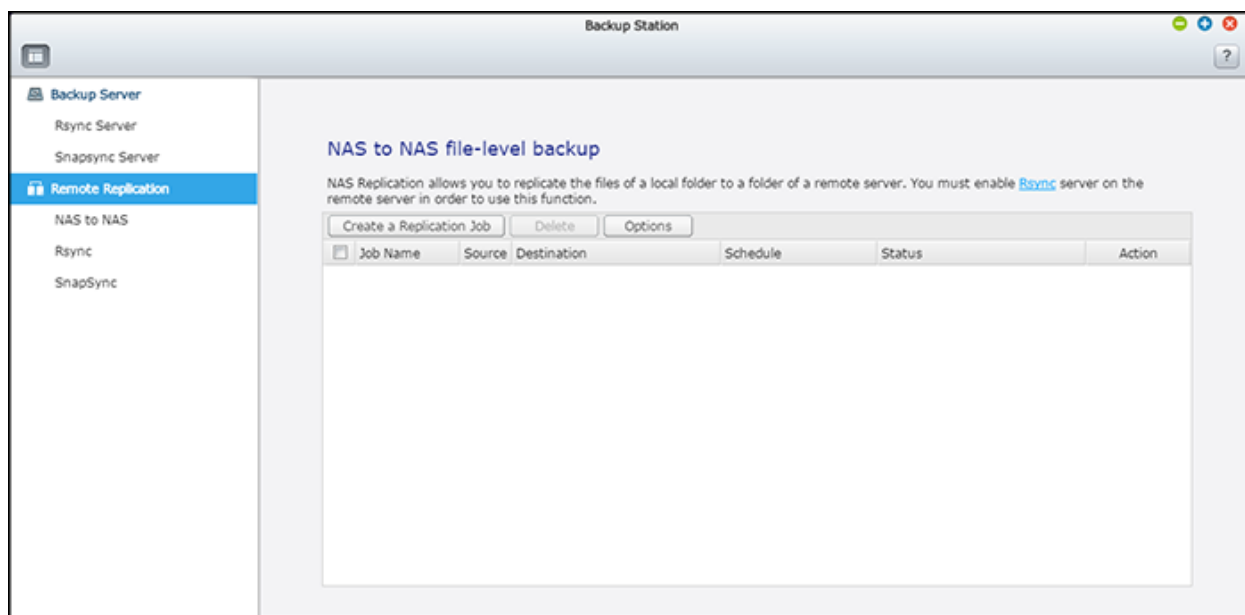 Backup Station
?
Backup Server
Rsync Server
Snapsync Server
Remote Replication
NAS to NAS
Rsync
SnapSync
NAS to NAS file-level backup
NAS Replication allows you to replicate the files of a local folder to a folder of a remote server. You must enable Rsync server on the
remote server in order to use this function.
Create a Replication Job Delete Options
Job Name Source Destination Schedule Status Action